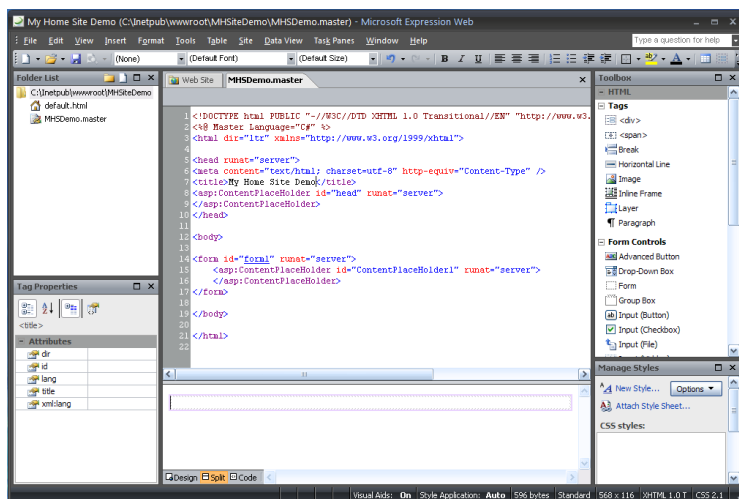 My Home Site Demo (C:\Inetpub\wwwroot\MHSiteDemo\MHSDemo.master) - Microsoft Expression Web
File Edit View Insert Format Tools Table Site Data View Task Panes Window Help
Type a question for help
(None) (Default Font) (Default Size) B I U A
Folder List
C:\Inetpub\wwwroot\MHSiteDemo
default.html
MHSDemo.master
Tag Properties
<title>
Attributes
dir
id
lang
title
xml:lang
Web Site MHSDemo.master
1 <!DOCTYPE html PUBLIC "-//W3C//DTD XHTML 1.0 Transitional//EN" "http://www.w3.
2 <%@ Master Language="C#" %>
3 <html dir="ltr" xmlns="http://www.w3.org/1999/xhtml">
4
5 <head runat="server">
6 <meta content="text/html; charset=utf-8" http-equiv="Content-Type" />
7 <title>My Home Site Demo</title>
8 <asp:ContentPlaceHolder id="head" runat="server">
9 </asp:ContentPlaceHolder>
10 </head>
11
12 <body>
13
14 <form id="form1" runat="server">
15 <asp:ContentPlaceHolder id="ContentPlaceHolder1" runat="server">
16 </asp:ContentPlaceHolder>
17 </form>
18
19 </body>
20
21 </html>
22
Design Split Code
Toolbox
HTML
Tags
<div>
<span>
Break
Horizontal Line
Image
Inline Frame
Layer
Paragraph
Form Controls
Advanced Button
Drop-Down Box
Form
Group Box
Input (Button)
Input (Checkbox)
Input (File)
Manage Styles
New Style... Options
Attach Style Sheet...
CSS styles:
Visual Aids: On Style Application: Auto 596 bytes Standard 568 x 116 XHTML 1.0 T CSS 2.1